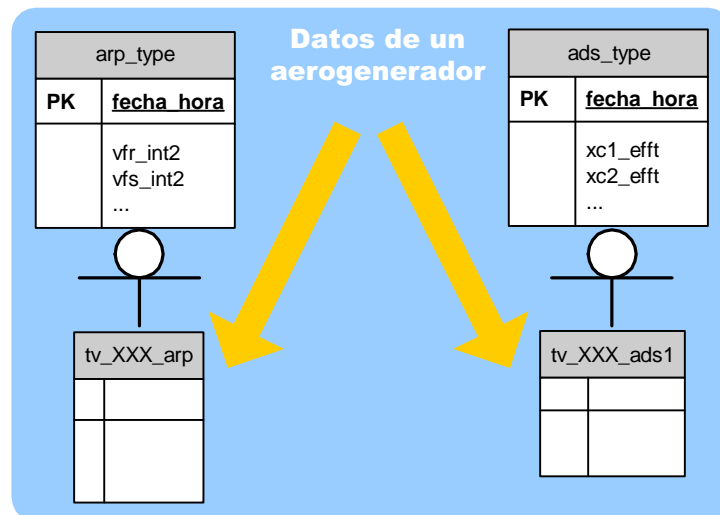 arp_type
PK fecha_hora
vfr_int2
vfs_int2
...
Datos de un
aerogenerador
ads_type
PK fecha_hora
xc1_efft
xc2_efft
...
tv_XXX_arp
tv_XXX_ads1